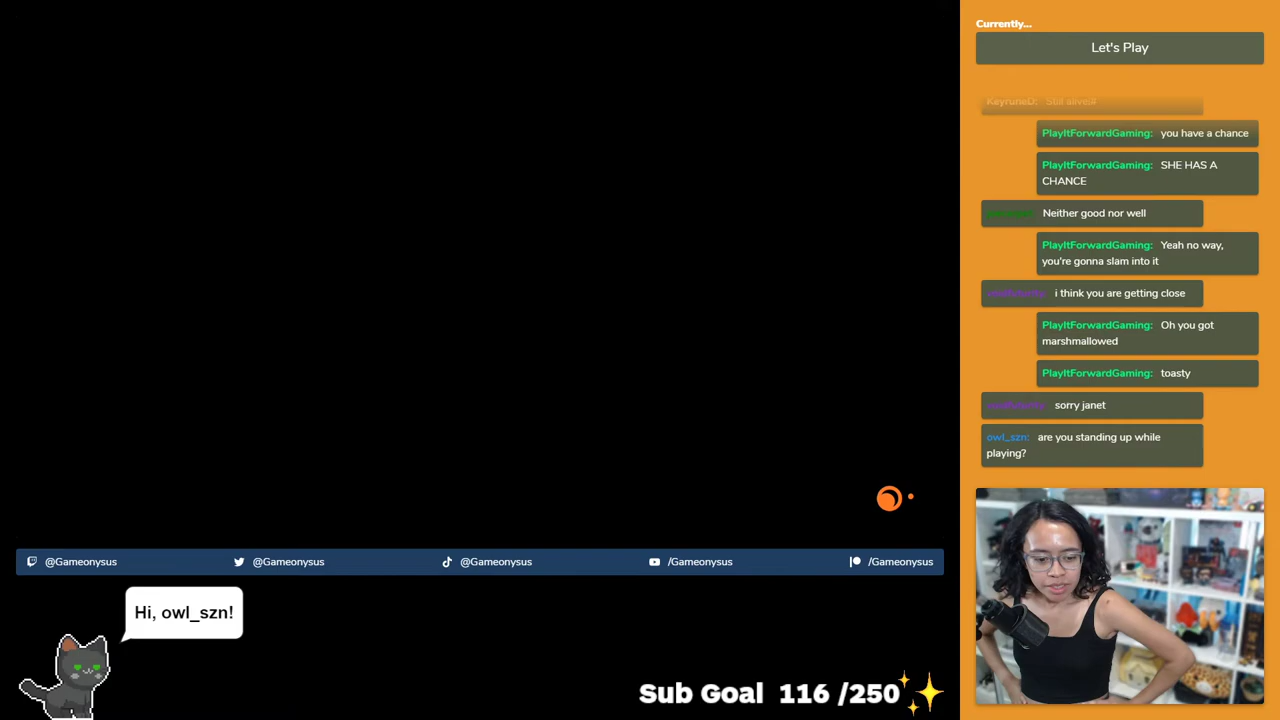 Currently...
Let's Play
KeyruneD: Still alive!#
PlayItForwardGaming: you have a chance
PlayItForwardGaming: SHE HAS A
CHANCE
Neither good nor well
PlayItForwardGaming: Yeah no way,
you're gonna slam into it
i think you are getting close
PlayItForwardGaming: Oh you got
marshmallowed
PlayItForwardGaming: toasty
sorry janet
owl_szn: are you standing up while
playing?
@Gameonysus
@Gameonysus
@Gameonysus
/Gameonysus
/Gameonysus
Hi, owl_szn!
Sub Goal 116 /250